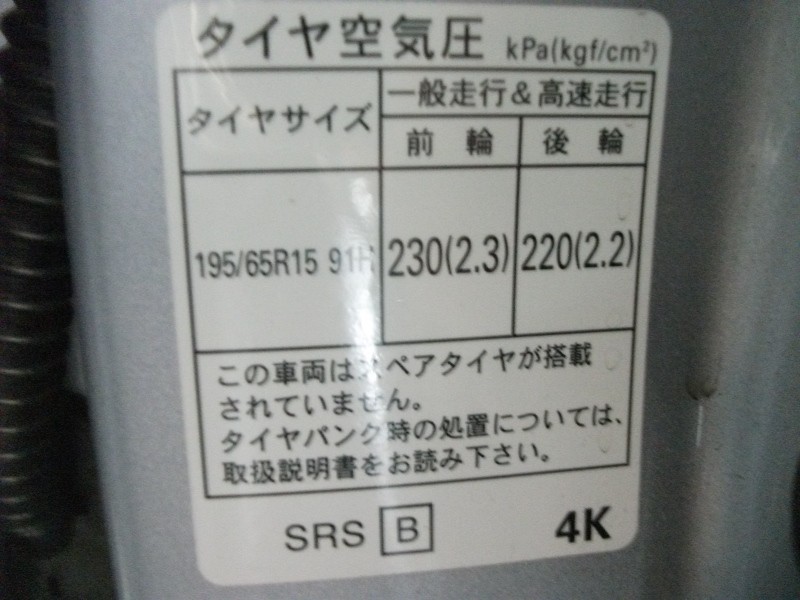 タイヤ空気圧 kPa(kgf/cm²)
タイヤサイズ
一般走行&高速走行
前 輪
後 輪
195/65R15 91H
230(2.3)
220(2.2)
この車両はスペアタイヤが搭載
されていません。
タイヤパンク時の処置については、
取扱説明書をお読み下さい。
SRS B
4K